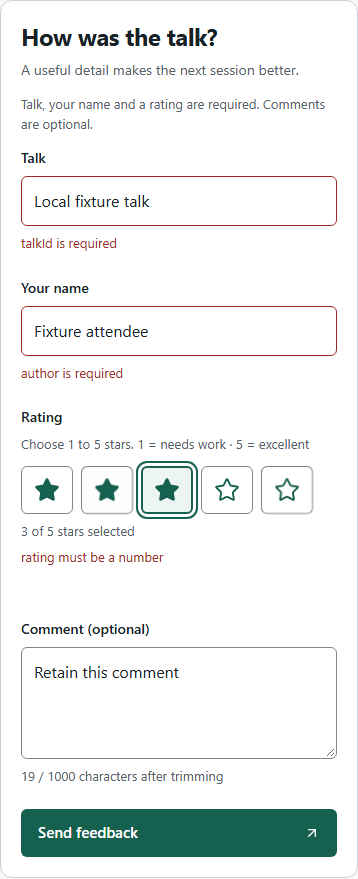 How was the talk?
A useful detail makes the next session better.
Talk, your name and a rating are required. Comments
are optional.
Talk
Local fixture talk
talkId is required
Your name
Fixture attendee
author is required
Rating
Choose 1 to 5 stars. 1 = needs work · 5 = excellent
3 of 5 stars selected
rating must be a number
Comment (optional)
Retain this comment
19 / 1000 characters after trimming
Send feedback